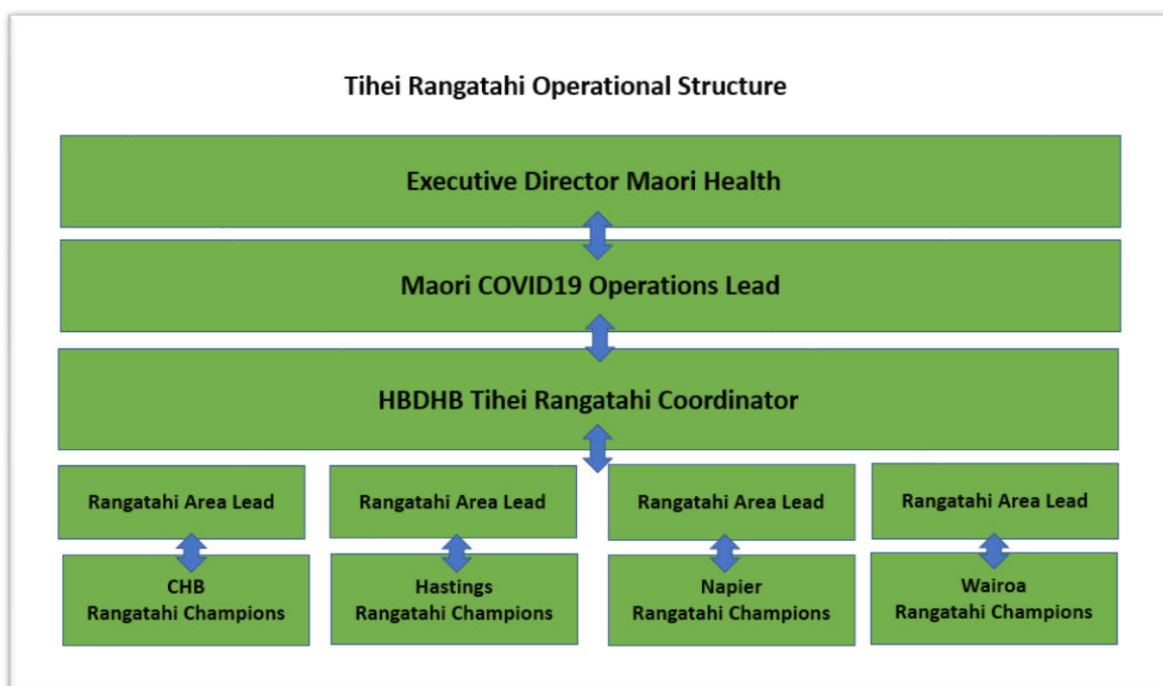 Tihei Rangatahi Operational Structure
Executive Director Maori Health
Maori COVID19 Operations Lead
HBDHB Tihei Rangatahi Coordinator
Rangatahi Area Lead
Rangatahi Area Lead
Rangatahi Area Lead
Rangatahi Area Lead
CHB
Rangatahi Champions
Hastings
Rangatahi Champions
Napier
Rangatahi Champions
Wairoa
Rangatahi Champions